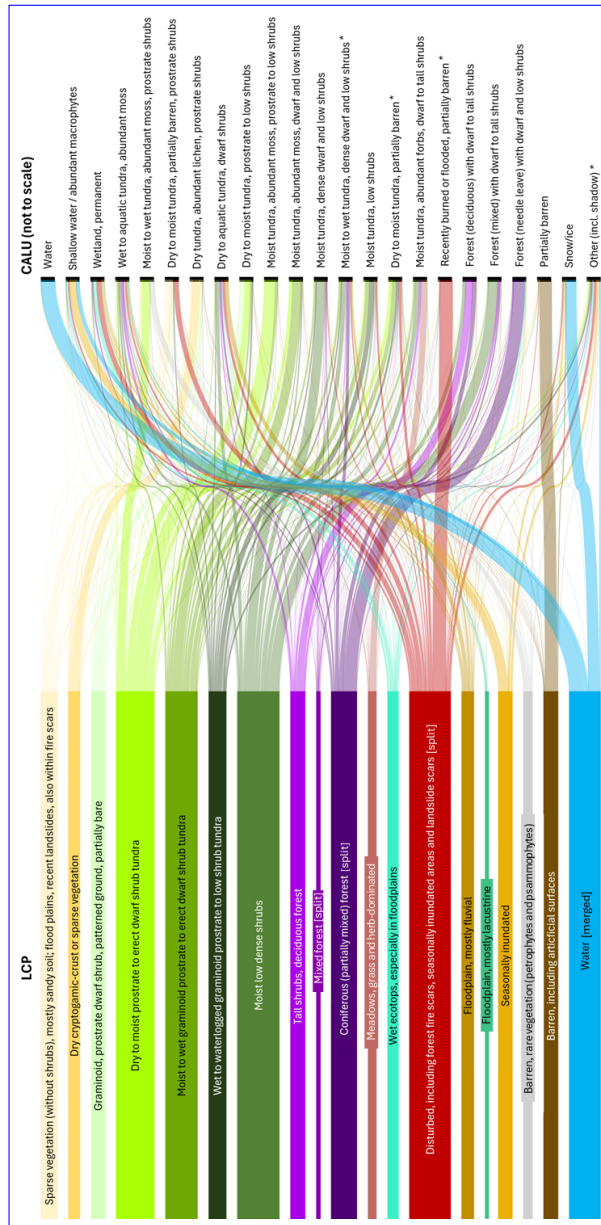 LCP
Sparse vegetation (without shrubs), mostly sandy soil; flood plains, recent landslides, also within fire scars
Dry cryptogamic-crust or sparse vegetation
Graminoid, prostrate dwarf shrub, patterned ground, partially bare
Dry to moist prostrate to erect dwarf shrub tundra
Moist to wet graminoid prostrate to erect dwarf shrub tundra
Wet to waterlogged graminoid prostrate to low shrub tundra
Moist low dense shrubs
Tall shrubs, deciduous forest
Mixed forest [split]
Coniferous (partially mixed) forest [split]
Meadows, grass and herb-dominated
Wet ecotops, especially in floodplains
Disturbed, including forest fire scars, seasonally inundated areas and landslide scars [split]
Floodplain, mostly fluvial
Floodplain, mostly lacustrine
Seasonally inundated
Barren, rare vegetation (petrophytes and psammophytes)
Barren, including articficial surfaces
Water [merged]
CALU (not to scale)
Water
Shallow water / abundant macrophytes
Wetland, permanent
Wet to aquatic tundra, abundant moss
Moist to wet tundra, abundant moss, prostrate shrubs
Dry to moist tundra, partially barren, prostrate shrubs
Dry tundra, abundant lichen, prostrate shrubs
Dry to aquatic tundra, dwarf shrubs
Dry to moist tundra, prostrate to low shrubs
Moist tundra, abundant moss, prostrate to low shrubs
Moist tundra, abundant moss, dwarf and low shrubs
Moist tundra, dense dwarf and low shrubs
Moist to wet tundra, dense dwarf and low shrubs *
Moist tundra, low shrubs
Dry to moist tundra, partially barren *
Moist tundra, abundant forbs, dwarf to tall shrubs
Recently burned or flooded, partially barren *
Forest (deciduous) with dwarf to tall shrubs
Forest (mixed) with dwarf to tall shrubs
Forest (needle leave) with dwarf and low shrubs
Partially barren
Snow/ice
Other (incl. shadow) *